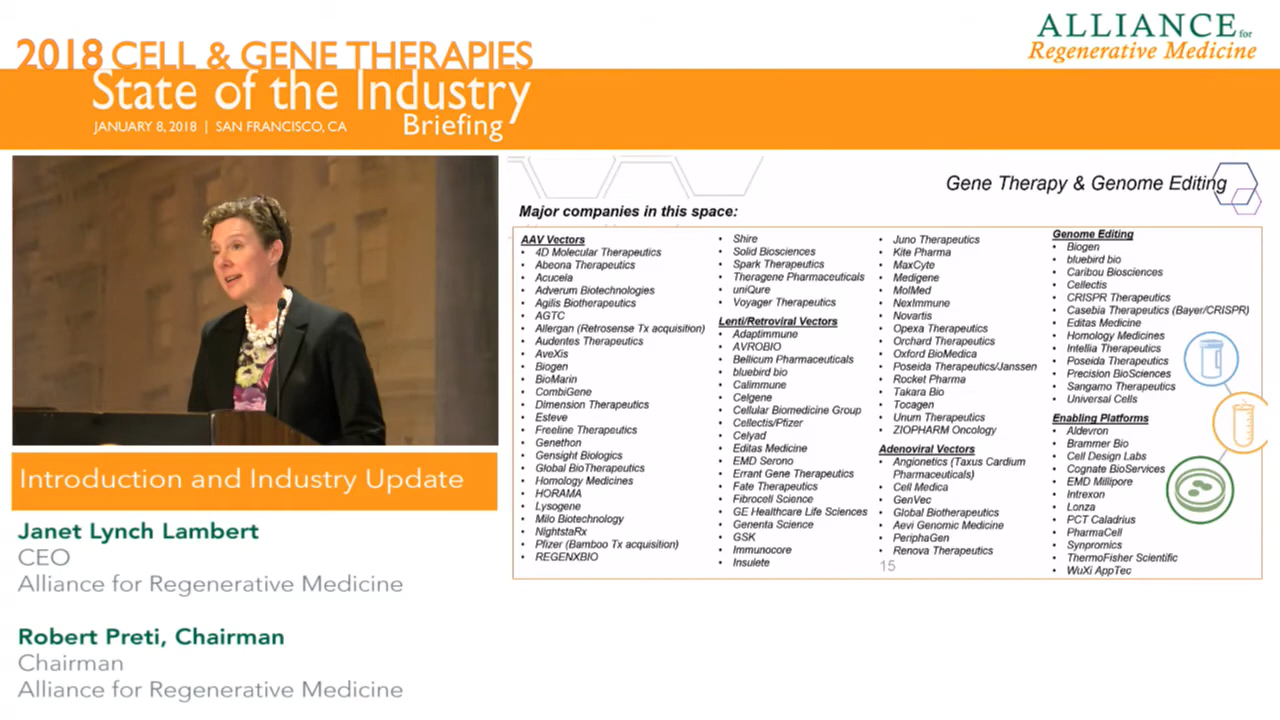 2018 CELL & GENE THERAPIES
State of the Industry
JANUARY 8, 2018 | SAN FRANCISCO, CA
Briefing
ALLIANCE for
Regenerative Medicine
Introduction and Industry Update
Janet Lynch Lambert
CEO
Alliance for Regenerative Medicine
Robert Preti, Chairman
Chairman
Alliance for Regenerative Medicine
Gene Therapy & Genome Editing
Major companies in this space:
AAV Vectors
• 4D Molecular Therapeutics
• Abeona Therapeutics
• Acucela
• Adverum Biotechnologies
• Agilis Biotherapeutics
• AGTC
• Allergan (Retrosense Tx acquisition)
• Audentes Therapeutics
• AveXis
• Biogen
• BioMarin
• CombiGene
• Dimension Therapeutics
• Esteve
• Freeline Therapeutics
• Genethon
• Gensight Biologics
• Global BioTherapeutics
• Homology Medicines
• HORAMA
• Lysogene
• Milo Biotechnology
• NightstaRx
• Pfizer (Bamboo Tx acquisition)
• REGENXBIO
• Shire
• Solid Biosciences
• Spark Therapeutics
• Theragene Pharmaceuticals
• uniQure
• Voyager Therapeutics
Lenti/Retroviral Vectors
• Adaptimmune
• AVROBIO
• Bellicum Pharmaceuticals
• bluebird bio
• Calimmune
• Celgene
• Cellular Biomedicine Group
• Cellectis/Pfizer
• Celyad
• Editas Medicine
• EMD Serono
• Errant Gene Therapeutics
• Fate Therapeutics
• Fibrocell Science
• GE Healthcare Life Sciences
• Genenta Science
• GSK
• Immunocore
• Insulete
• Juno Therapeutics
• Kite Pharma
• MaxCyte
• Medigene
• MolMed
• NexImmune
• Novartis
• Opexa Therapeutics
• Orchard Therapeutics
• Oxford BioMedica
• Poseida Therapeutics/Janssen
• Rocket Pharma
• Takara Bio
• Tocagen
• Unum Therapeutics
• ZIOPHARM Oncology
Adenoviral Vectors
• Angionetics (Taxus Cardium
Pharmaceuticals)
• Cell Medica
• GenVec
• Global Biotherapeutics
• Aevi Genomic Medicine
• PeriphaGen
• Renova Therapeutics
15
Genome Editing
• Biogen
• bluebird bio
• Caribou Biosciences
• Cellectis
• CRISPR Therapeutics
• Casebia Therapeutics (Bayer/CRISPR)
• Editas Medicine
• Homology Medicines
• Intellia Therapeutics
• Poseida Therapeutics
• Precision BioSciences
• Sangamo Therapeutics
• Universal Cells
Enabling Platforms
• Aldevron
• Brammer Bio
• Cell Design Labs
• Cognate BioServices
• EMD Millipore
• Intrexon
• Lonza
• PCT Caladrius
• PharmaCell
• Synpromics
• ThermoFisher Scientific
• WuXi AppTec